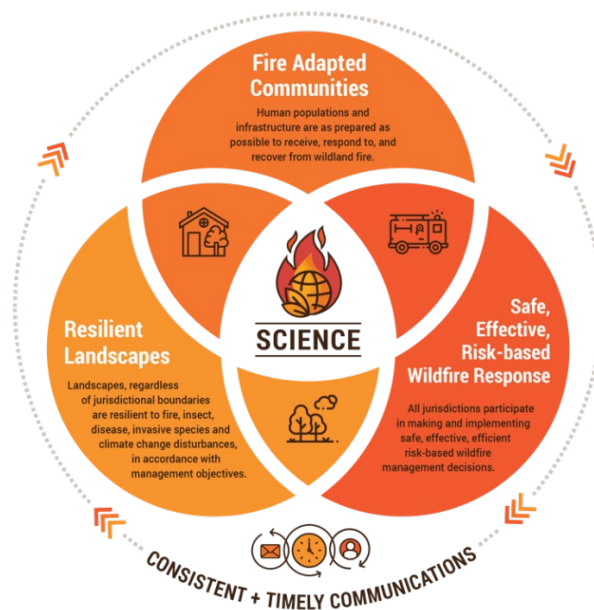 Fire Adapted
Communities
Human populations and
infrastructure are as prepared as
possible to receive, respond to, and
recover from wildland fire.
SCIENCE
Resilient
Landscapes
Landscapes, regardless
of jurisdictional boundaries
are resilient to fire, insect,
disease, invasive species and
climate change disturbances,
in accordance with
management objectives.
Safe,
Effective,
Risk-based
Wildfire Response
All jurisdictions participate
in making and implementing
safe, effective, efficient
risk-based wildfire
management decisions.
CONSISTENT + TIMELY COMMUNICATIONS